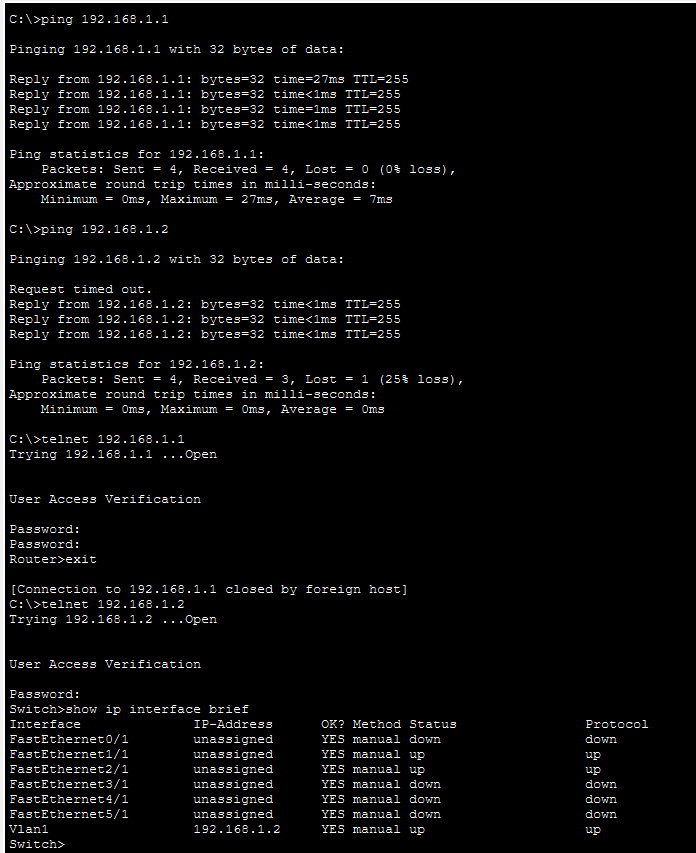 C:\>ping 192.168.1.1
Pinging 192.168.1.1 with 32 bytes of data:
Reply from 192.168.1.1: bytes=32 time=27ms TTL=255
Reply from 192.168.1.1: bytes=32 time<1ms TTL=255
Reply from 192.168.1.1: bytes=32 time=1ms TTL=255
Reply from 192.168.1.1: bytes=32 time<1ms TTL=255
Ping statistics for 192.168.1.1:
Packets: Sent = 4, Received = 4, Lost = 0 (0% loss),
Approximate round trip times in milli-seconds:
Minimum = 0ms, Maximum = 27ms, Average = 7ms
C:\>ping 192.168.1.2
Pinging 192.168.1.2 with 32 bytes of data:
Request timed out.
Reply from 192.168.1.2: bytes=32 time<1ms TTL=255
Reply from 192.168.1.2: bytes=32 time<1ms TTL=255
Reply from 192.168.1.2: bytes=32 time<1ms TTL=255
Ping statistics for 192.168.1.2:
Packets: Sent = 4, Received = 3, Lost = 1 (25% loss),
Approximate round trip times in milli-seconds:
Minimum = 0ms, Maximum = 0ms, Average = 0ms
C:\>telnet 192.168.1.1
Trying 192.168.1.1 ...Open
User Access Verification
Password:
Password:
Router>exit
[Connection to 192.168.1.1 closed by foreign host]
C:\>telnet 192.168.1.2
Trying 192.168.1.2 ...Open
User Access Verification
Password:
Switch>show ip interface brief
Interface IP-Address OK? Method Status Protocol
FastEthernet0/1 unassigned YES manual down down
FastEthernet1/1 unassigned YES manual up up
FastEthernet2/1 unassigned YES manual up up
FastEthernet3/1 unassigned YES manual down down
FastEthernet4/1 unassigned YES manual down down
FastEthernet5/1 unassigned YES manual down down
Vlan1 192.168.1.2 YES manual up up
Switch>